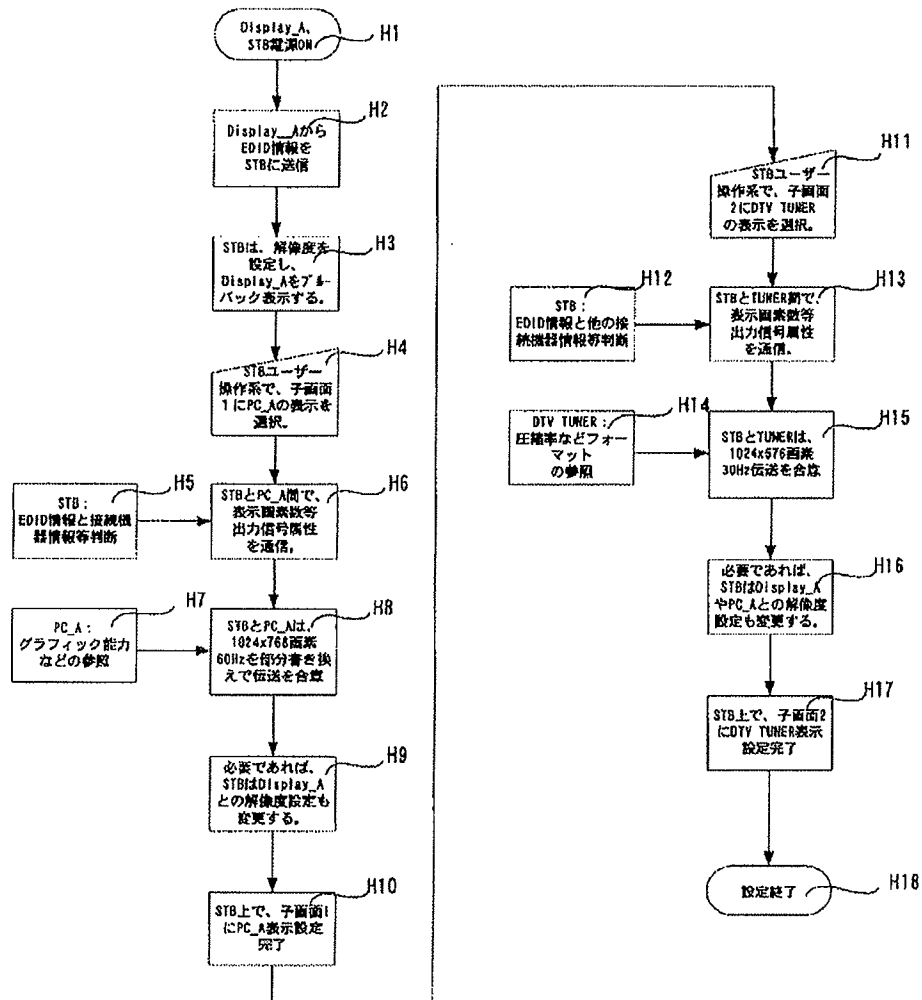 Display_A、
STB電源ON
H1
Display_Aから
EDID情報を
STBに送信
H2
STBは、解像度を
設定し、
Display_Aをブルー
バック表示する。
H3
STBユーザー
操作系で、子画面
1にPC_Aの表示を
選択。
H4
STB：
EDID情報と接続機
器情報等判断
H5
STBとPC_A間で、
表示画素数等
出力信号属性
を通信。
H6
PC_A：
グラフィック能力
などの参照
H7
STBとPC_Aは、
1024x768画素
60Hzを部分書き換
えで伝送を合意
H8
必要であれば、
STBはDisplay_A
との解像度設定も
変更する。
H9
STB上で、子画面1
にPC_A表示設定
完了
H10
STBユーザー
操作系で、子画面
2にDTV TUNER
の表示を選択。
H11
STB：
EDID情報と他の接
続機器情報等判断
H12
STBとTUNER間で、
表示画素数等
出力信号属性
を通信。
H13
DTV TUNER：
圧縮率などフォー
マット
の参照
H14
STBとTUNERは、
1024x576画素
30Hz伝送を合意
H15
必要であれば、
STBはDisplay_A
やPC_Aとの解像度
設定も変更する。
H16
STB上で、子画面2
にDTV TUNER表示
設定完了
H17
設定終了
H18